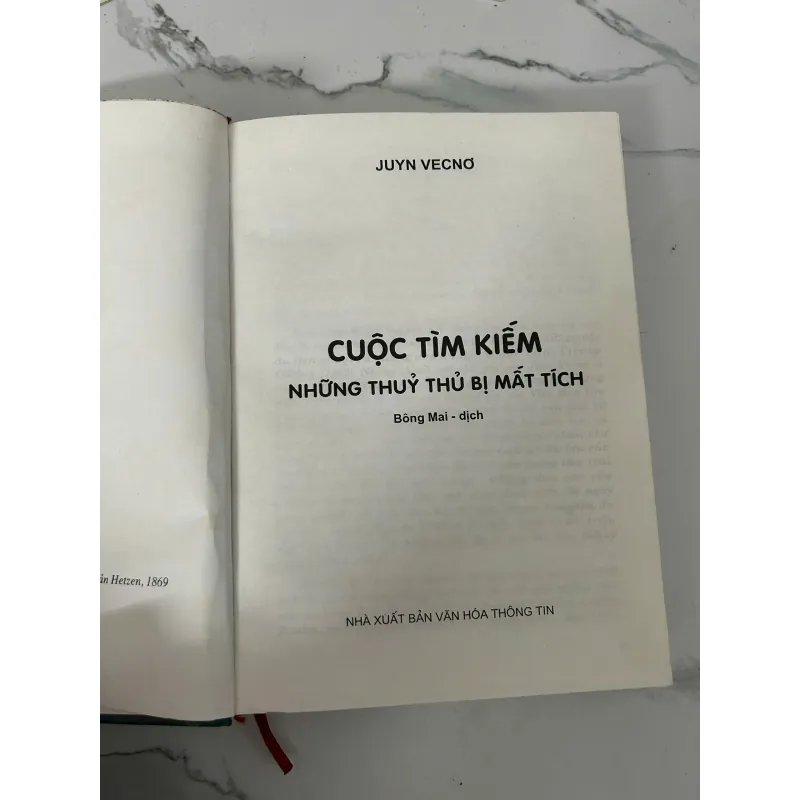 JUYN VECNƠ
CUỘC TÌM KIẾM
NHỮNG THUỶ THỦ BỊ MẤT TÍCH
Bông Mai - dịch
Hetzen, 1869
NHÀ XUẤT BẢN VĂN HÓA THÔNG TIN